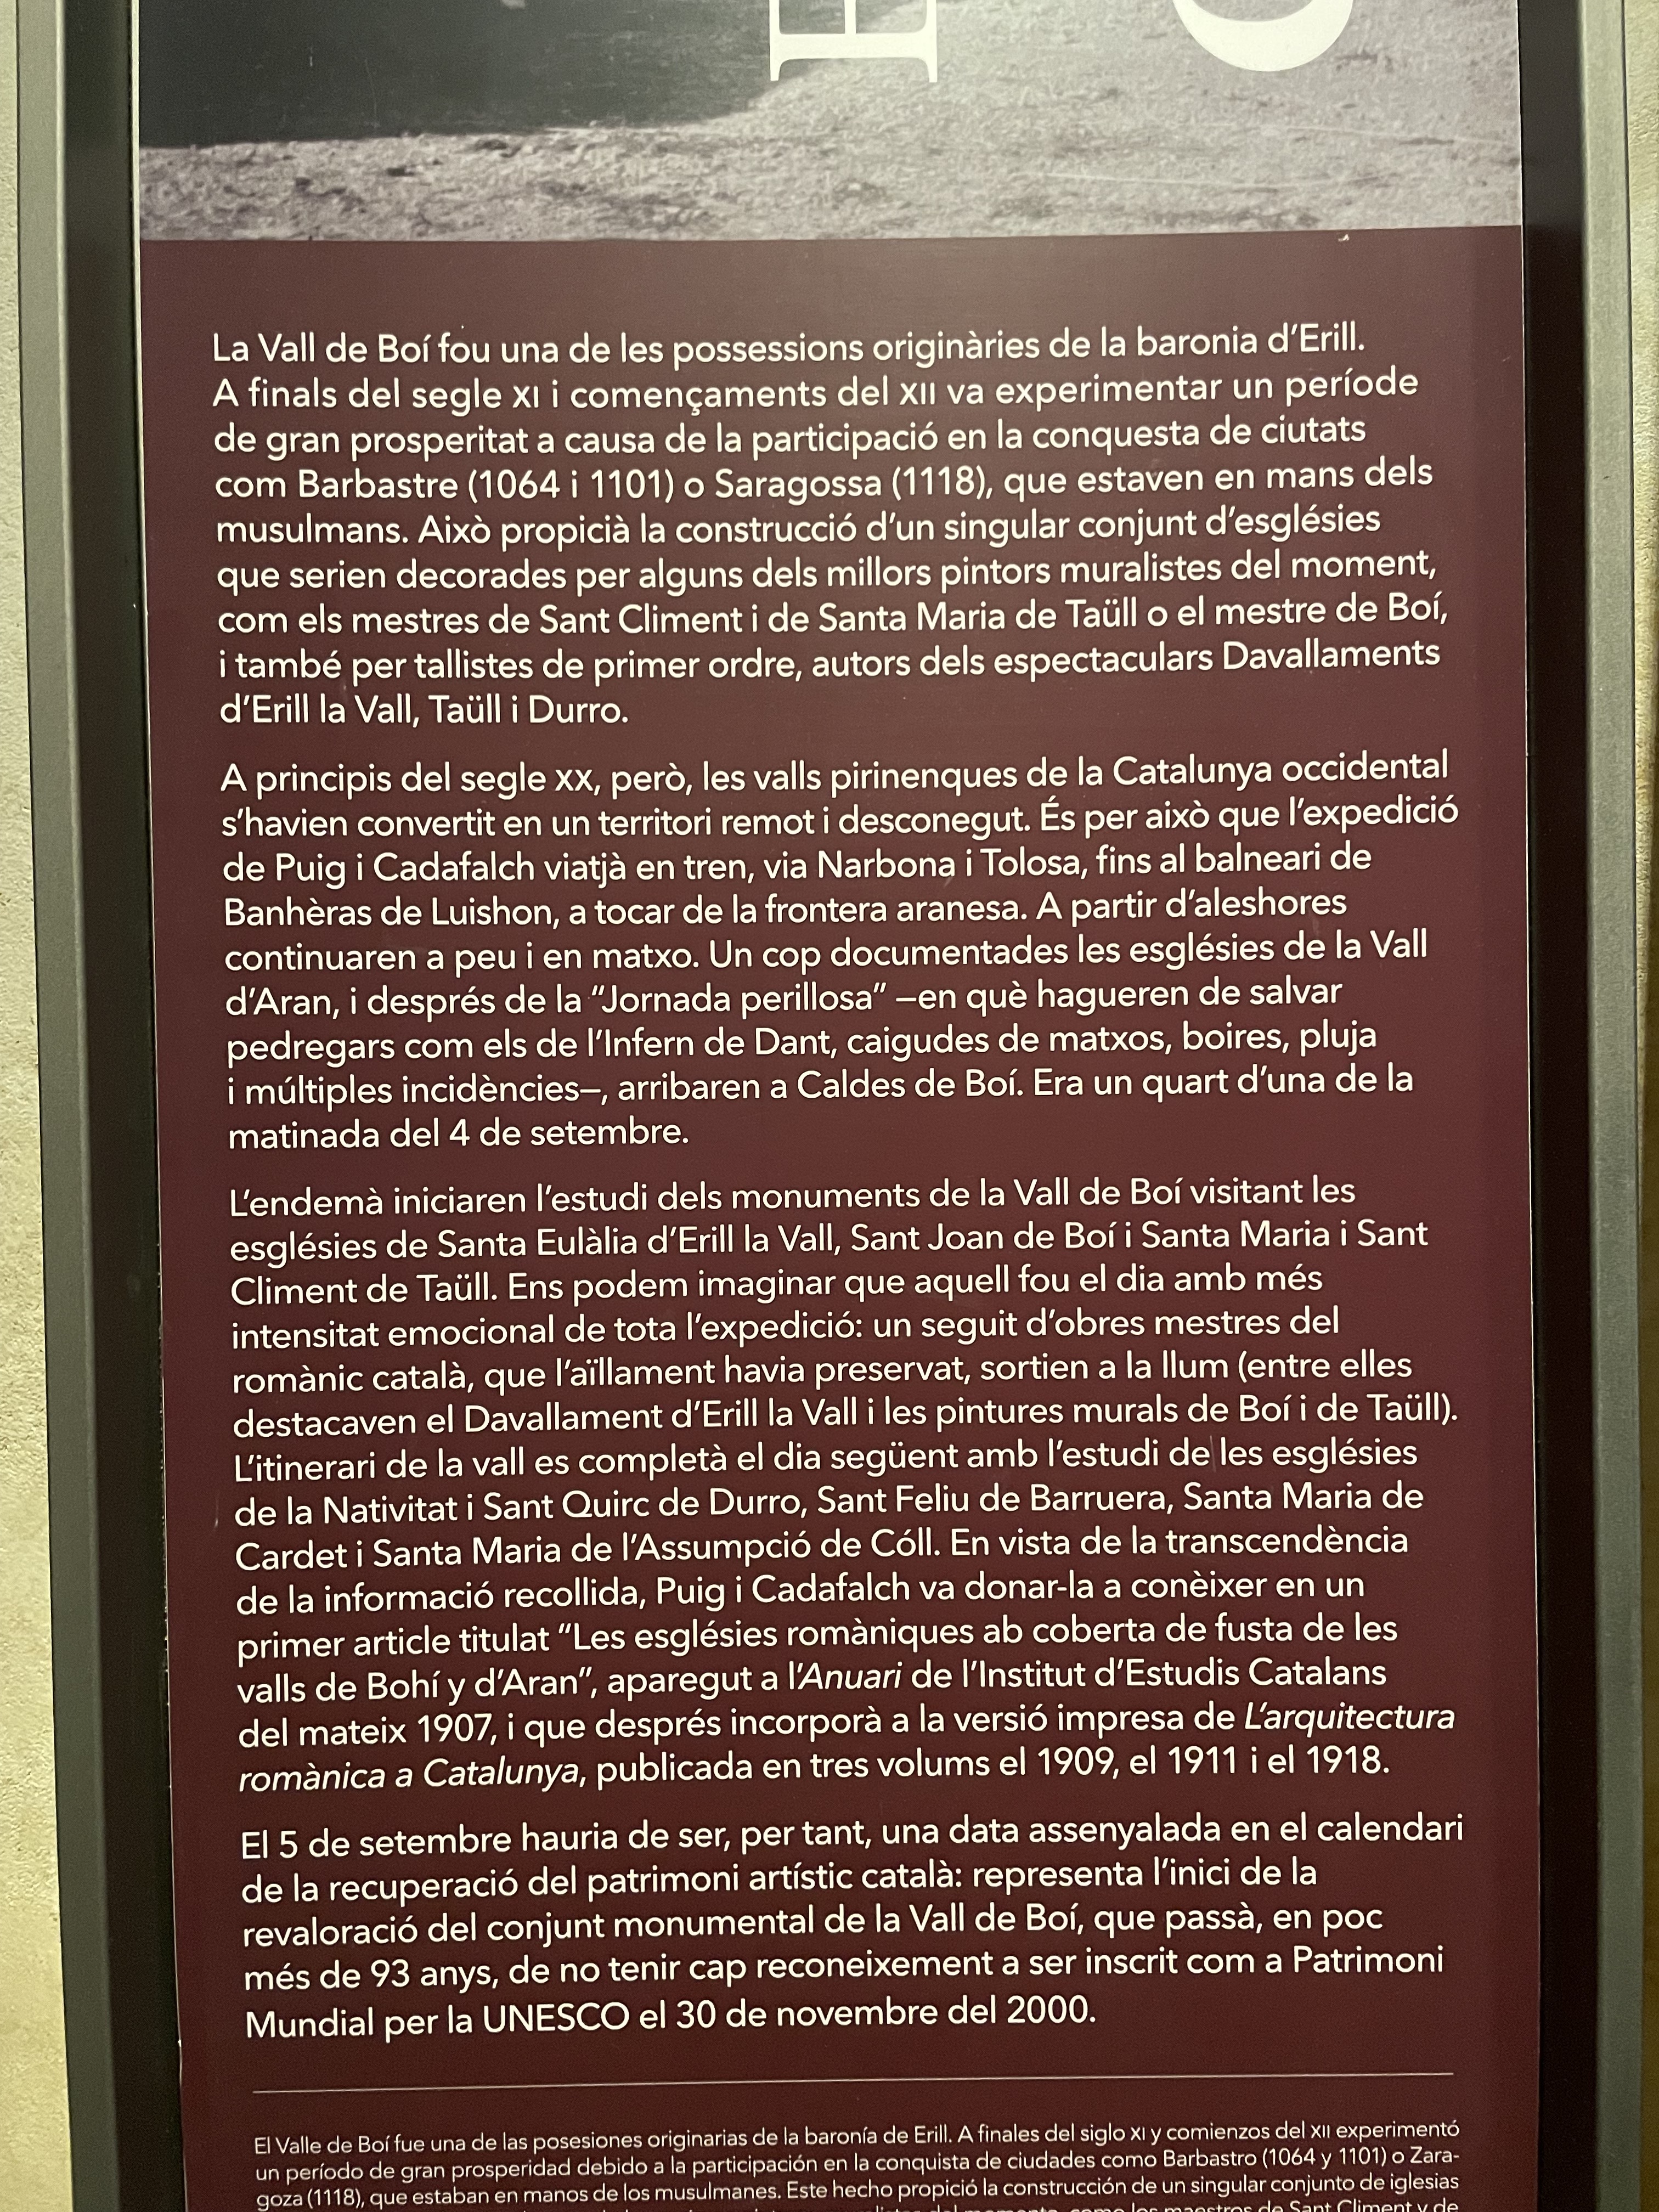 E
La Vall de Boí fou una de les possessions originàries de la baronia d'Erill.
A finals del segle XI i començaments del XII va experimentar un període
de gran prosperitat a causa de la participació en la conquesta de ciutats
com Barbastre (1064 i 1101) o Saragossa (1118), que estaven en mans dels
musulmans. Això propicià la construcció d'un singular conjunt d'esglésies
que serien decorades per alguns dels millors pintors muralistes del moment,
com els mestres de Sant Climent i de Santa Maria de Taüll o el mestre de Boí,
i també per tallistes de primer ordre, autors dels espectaculars Davallaments
d'Erill la Vall, Taüll i Durro.
A principis del segle XX, però, les valls pirinenques de la Catalunya occidental
s'havien convertit en un territori remot i desconegut. És per això que l'expedició
de Puig i Cadafalch viatjà en tren, via Narbona i Tolosa, fins al balneari de
Banhèras de Luishon, a tocar de la frontera aranesa. A partir d'aleshores
continuaren a peu i en matxo. Un cop documentades les esglésies de la Vall
d'Aran, i després de la "Jornada perillosa" –en què hagueren de salvar
pedregars com els de l'Infern de Dant, caigudes de matxos, boires, pluja
i múltiples incidències–, arribaren a Caldes de Boí. Era un quart d'una de la
matinada del 4 de setembre.
L'endemà iniciaren l'estudi dels monuments de la Vall de Boí visitant les
esglésies de Santa Eulàlia d'Erill la Vall, Sant Joan de Boí i Santa Maria i Sant
Climent de Taüll. Ens podem imaginar que aquell fou el dia amb més
intensitat emocional de tota l'expedició: un seguit d'obres mestres del
romànic català, que l'aïllament havia preservat, sortien a la llum (entre elles
destacaven el Davallament d'Erill la Vall i les pintures murals de Boí i de Taüll).
L'itinerari de la vall es completà el dia següent amb l'estudi de les esglésies
de la Nativitat i Sant Quirc de Durro, Sant Feliu de Barruera, Santa Maria de
Cardet i Santa Maria de l'Assumpció de Cóll. En vista de la transcendència
de la informació recollida, Puig i Cadafalch va donar-la a conèixer en un
primer article titulat "Les esglésies romàniques ab coberta de fusta de les
valls de Bohí y d'Aran", aparegut a l'Anuari de l'Institut d'Estudis Catalans
del mateix 1907, i que després incorporà a la versió impresa de L'arquitectura
romànica a Catalunya, publicada en tres volums el 1909, el 1911 i el 1918.
El 5 de setembre hauria de ser, per tant, una data assenyalada en el calendari
de la recuperació del patrimoni artístic català: representa l'inici de la
revaloració del conjunt monumental de la Vall de Boí, que passà, en poc
més de 93 anys, de no tenir cap reconeixement a ser inscrit com a Patrimoni
Mundial per la UNESCO el 30 de novembre del 2000.
El Valle de Boí fue una de las posesiones originarias de la baronía de Erill. A finales del siglo XI y comienzos del XII experimentó
un período de gran prosperidad debido a la participación en la conquista de ciudades como Barbastro (1064 y 1101) o Zara-
goza (1118), que estaban en manos de los musulmanes. Este hecho propició la construcción de un singular conjunto de iglesias